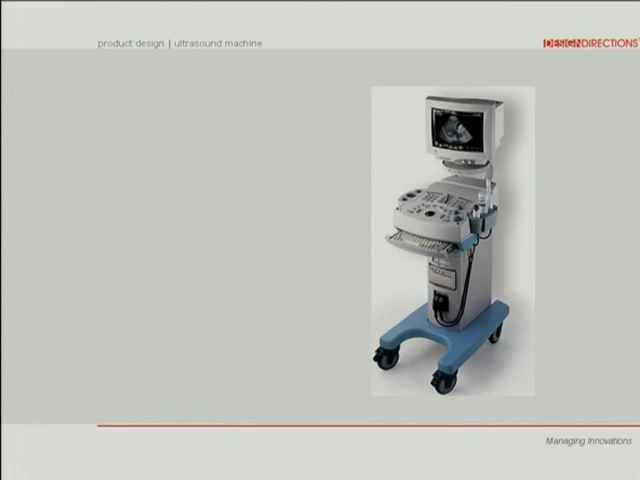 product design | ultrasound machine
DESIGNDIRECTIONS
Managing Innovations